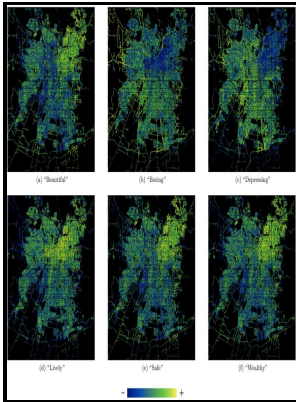 (a) "Beautiful"
(b) "Boring"
(c) "Depressing"
(d) "Lively"
(e) "Safe"
(f) "Wealthy"
- +